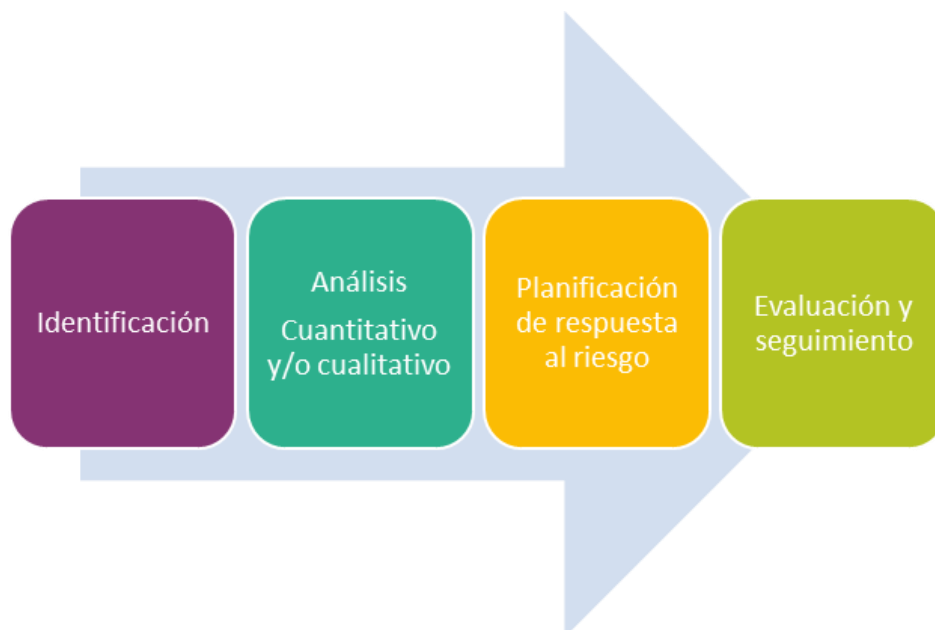 Identificación
Análisis
Cuantitativo
y/o cualitativo
Planificación
de respuesta
al riesgo
Evaluación y
seguimiento